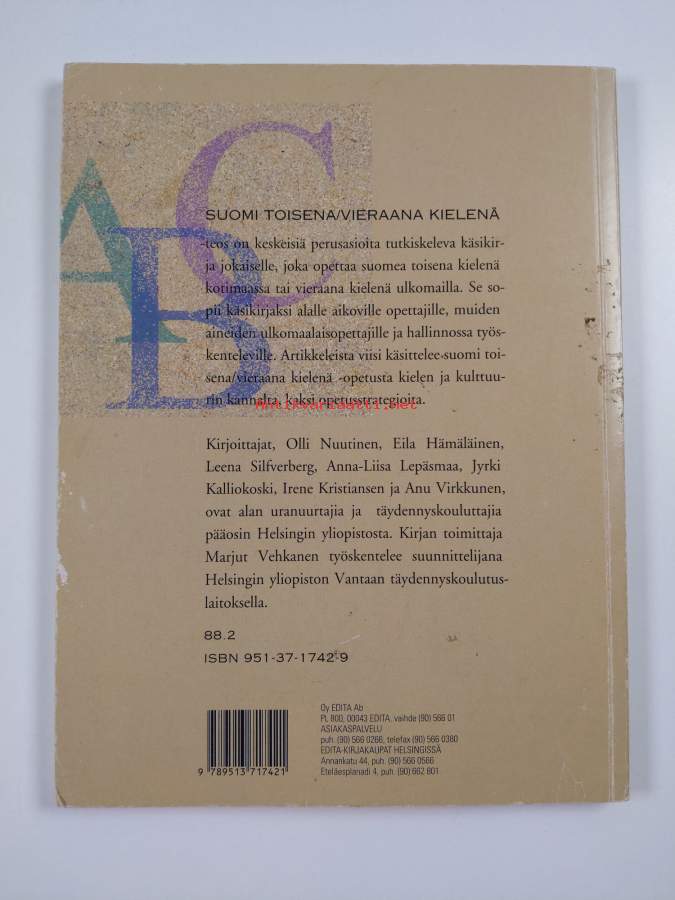 A
C
B
SUOMI TOISENA/VIERAANA KIELENÄ
-teos on keskeisiä perusasioita tutkiskeleva käsikir-
ja jokaiselle, joka opettaa suomea toisena kielenä
kotimaassa tai vieraana kielenä ulkomailla. Se so-
pii käsikirjaksi alalle aikoville opettajille, muiden
aineiden ulkomaalaisopettajille ja hallinnossa työs-
kenteleville. Artikkeleista viisi käsittelee suomi toi-
sena/vieraana kielenä -opetusta kielen ja kulttuu-
rin kannalta, kaksi opetusstrategioita.
Antikvariaatti.net
Kirjoittajat, Olli Nuutinen, Eila Hämäläinen,
Leena Silfverberg, Anna-Liisa Lepäsmaa, Jyrki
Kalliokoski, Irene Kristiansen ja Anu Virkkunen,
ovat alan uranuurtajia ja täydennyskouluttajia
pääosin Helsingin yliopistosta. Kirjan toimittaja
Marjut Vehkanen työskentelee suunnittelijana
Helsingin yliopiston Vantaan täydennyskoulutus-
laitoksella.
88.2
ISBN 951-37-1742-9
9 789513 717421
Oy EDITA Ab
PL 800, 00043 EDITA, vaihde (90) 566 01
ASIAKASPALVELU
puh. (90) 566 0266, telefax (90) 566 0380
EDITA-KIRJAKAUPAT HELSINGISSÄ
Annankatu 44, puh. (90) 566 0566
Eteläesplanadi 4, puh. (90) 662 801